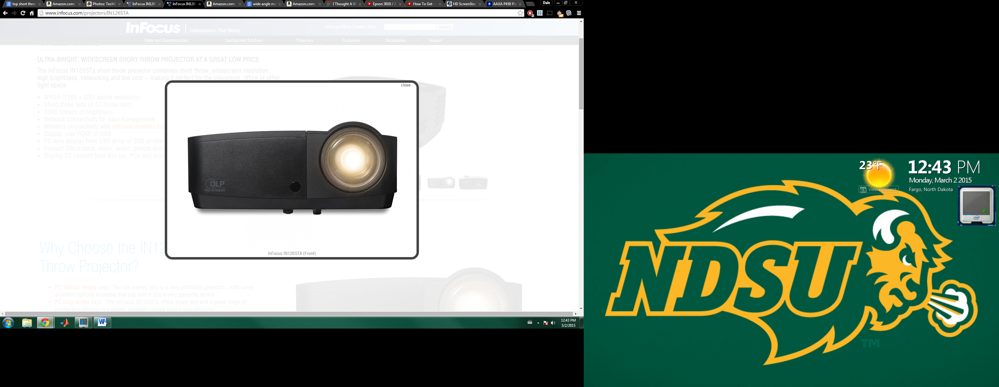 top short throw
Amazon.com:
Photos: TechD
InFocus IN126
InFocus IN126
Amazon.com:
wide angle ma
Amazon.com:
I Thought A W
Epson 3010 / 2
How To Get -
HD ScreenStar
AAXA P450 Pic
Dale
www.infocus.com/projectors/IN126STA
InFocus
Collaboration That Works
InFocus Store | Outlet Store
search
Video and Communication
Touchscreen Solutions
Projectors
Customers
Accessories
Support
Part Number: IN126STa
ULTRA-BRIGHT, WIDESCREEN SHORT THROW PROJECTOR AT A GREAT LOW PRICE
The InFocus IN126STa short throw projector combines short throw, widescreen resolution,
high brightness, networking and low cost – making it perfect for the classroom, office or other
tight space.
• WXGA (1280 x 800) native resolution
• Short throw lens (0.52 throw ratio)
• 3300 lumens of brightness
• Network connectivity for easy management
• Wireless connectivity with optional wireless ad
• Display over HDMI or USB
• PC-less display from USB drive or 2GB of inter
• Present Office docs, video, audio, photos and
• Display 3D content from Blu-ray, PCs and more
close
DLP
TEXAS INSTRUMENTS
InFocus IN126STA (Front)
Why Choose the IN12
Throw Projector?
• PC Advisor review says: "For the money, this is a very proficient projector...with some
excellent options available that can turn it into a very powerful device."
• PC Mag review says: "The InFocus IN126STa offers sharp text and a good range of
connection choices in a bright, modestly priced WXGA data projector."
12:43 PM
3/2/2015
23°F
15
view forecast
12:43 PM
Monday, March 2 2015
Fargo, North Dakota
intel
NDSU
TM